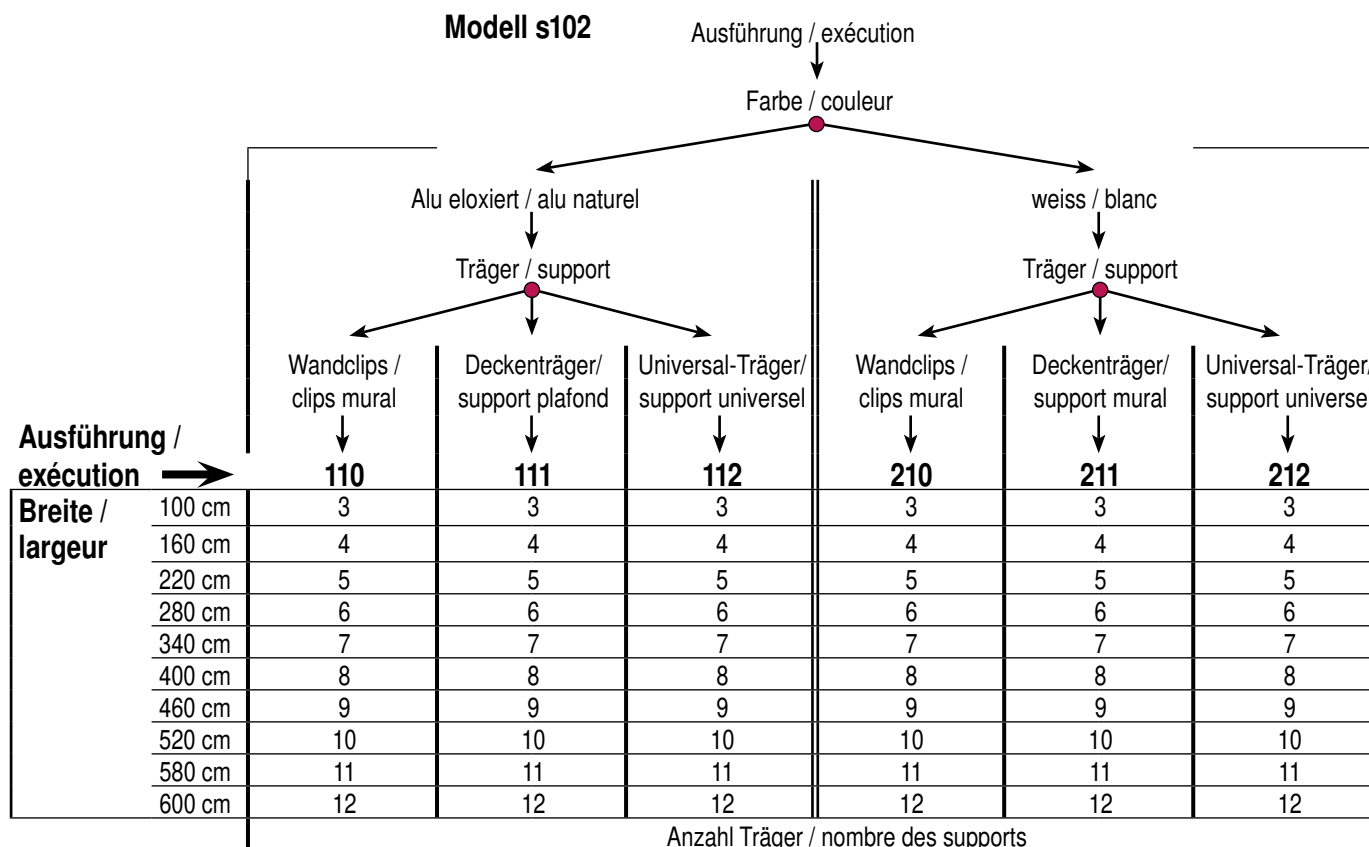 Modell s102
Ausführung / exécution
Farbe / couleur
Alu eloxiert / alu naturel
weiss / blanc
Träger / support
Träger / support
Wandclips /
clips mural
Deckenträger/
support plafond
Universal-Träger/
support universel
Wandclips /
clips mural
Deckenträger/
support mural
Universal-Träger/
support universel
Ausführung /
exécution
110 111 112 210 211 212
Breite /
largeur
100 cm 3 3 3 3 3 3
160 cm 4 4 4 4 4 4
220 cm 5 5 5 5 5 5
280 cm 6 6 6 6 6 6
340 cm 7 7 7 7 7 7
400 cm 8 8 8 8 8 8
460 cm 9 9 9 9 9 9
520 cm 10 10 10 10 10 10
580 cm 11 11 11 11 11 11
600 cm 12 12 12 12 12 12
Anzahl Träger / nombre des supports